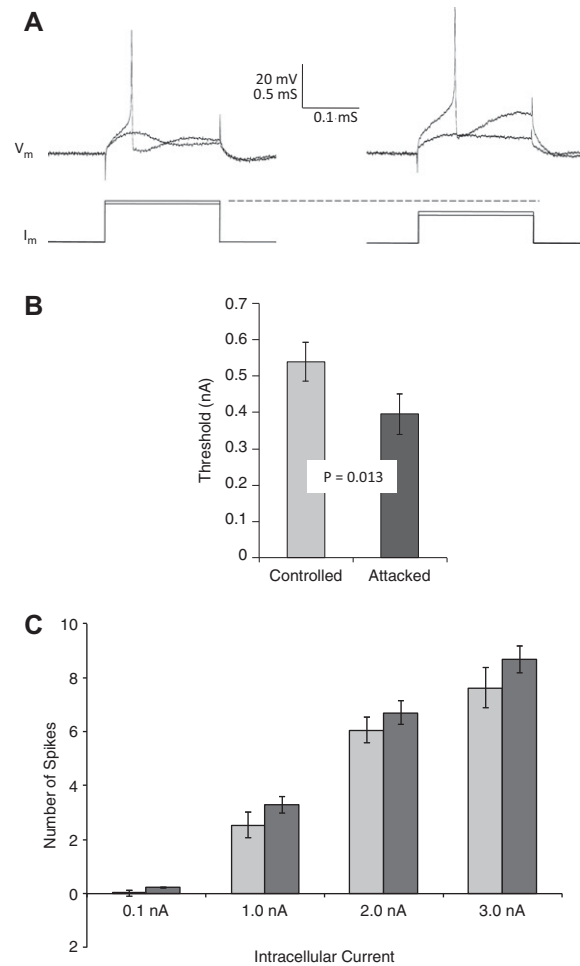 A
20 mV
0.5 mS
0.1 mS
Vm
Im
B
0.7
0.6
0.5
0.4
0.3
0.2
0.1
0
Threshold (nA)
P = 0.013
Controlled Attacked
C
10
8
6
4
2
0
2
Number of Spikes
0.1 nA 1.0 nA 2.0 nA 3.0 nA
Intracellular Current